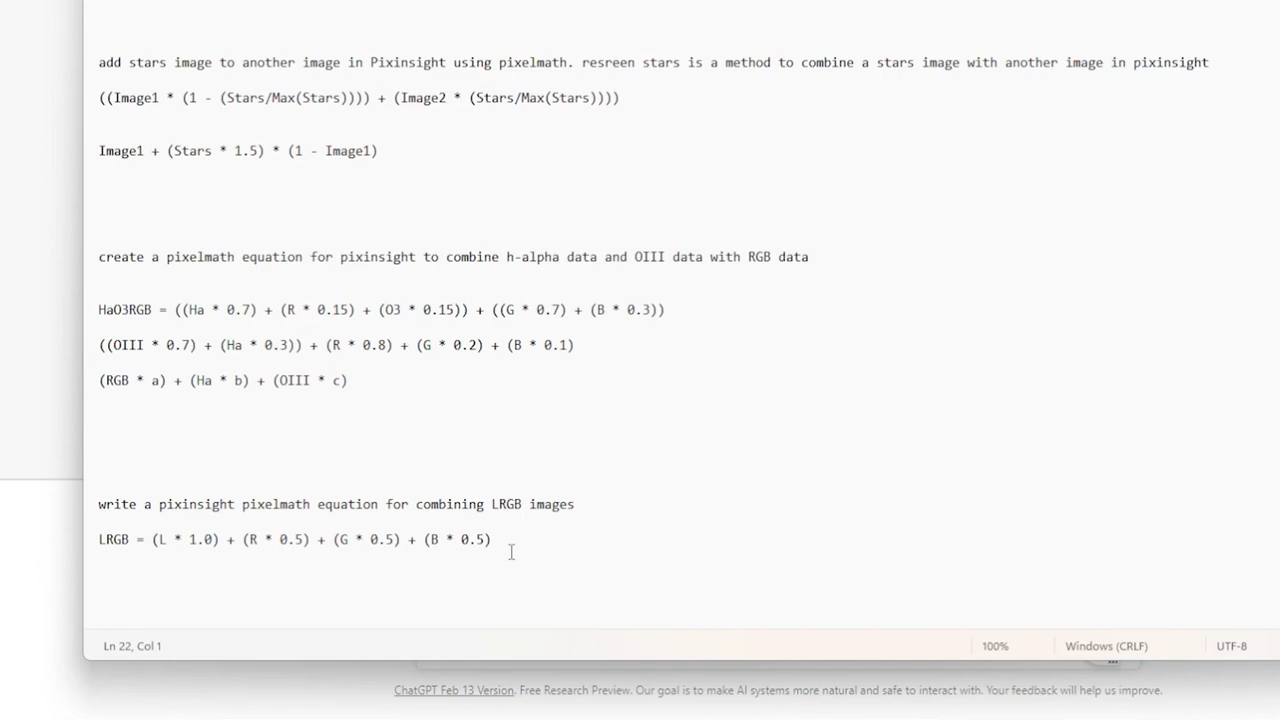 add stars image to another image in Pixinsight using pixelmath. resreen stars is a method to combine a stars image with another image in pixinsight
((Image1 * (1 - (Stars/Max(Stars)))) + (Image2 * (Stars/Max(Stars))))
Image1 + (Stars * 1.5) * (1 - Image1)
create a pixelmath equation for pixinsight to combine h-alpha data and OIII data with RGB data
HaO3RGB = ((Ha * 0.7) + (R * 0.15) + (O3 * 0.15)) + ((G * 0.7) + (B * 0.3))
((OIII * 0.7) + (Ha * 0.3)) + (R * 0.8) + (G * 0.2) + (B * 0.1)
(RGB * a) + (Ha * b) + (OIII * c)
write a pixinsight pixelmath equation for combining LRGB images
LRGB = (L * 1.0) + (R * 0.5) + (G * 0.5) + (B * 0.5)
Ln 22, Col 1 100% Windows (CRLF) UTF-8
ChatGPT Feb 13 Version. Free Research Preview. Our goal is to make AI systems more natural and safe to interact with. Your feedback will help us improve.